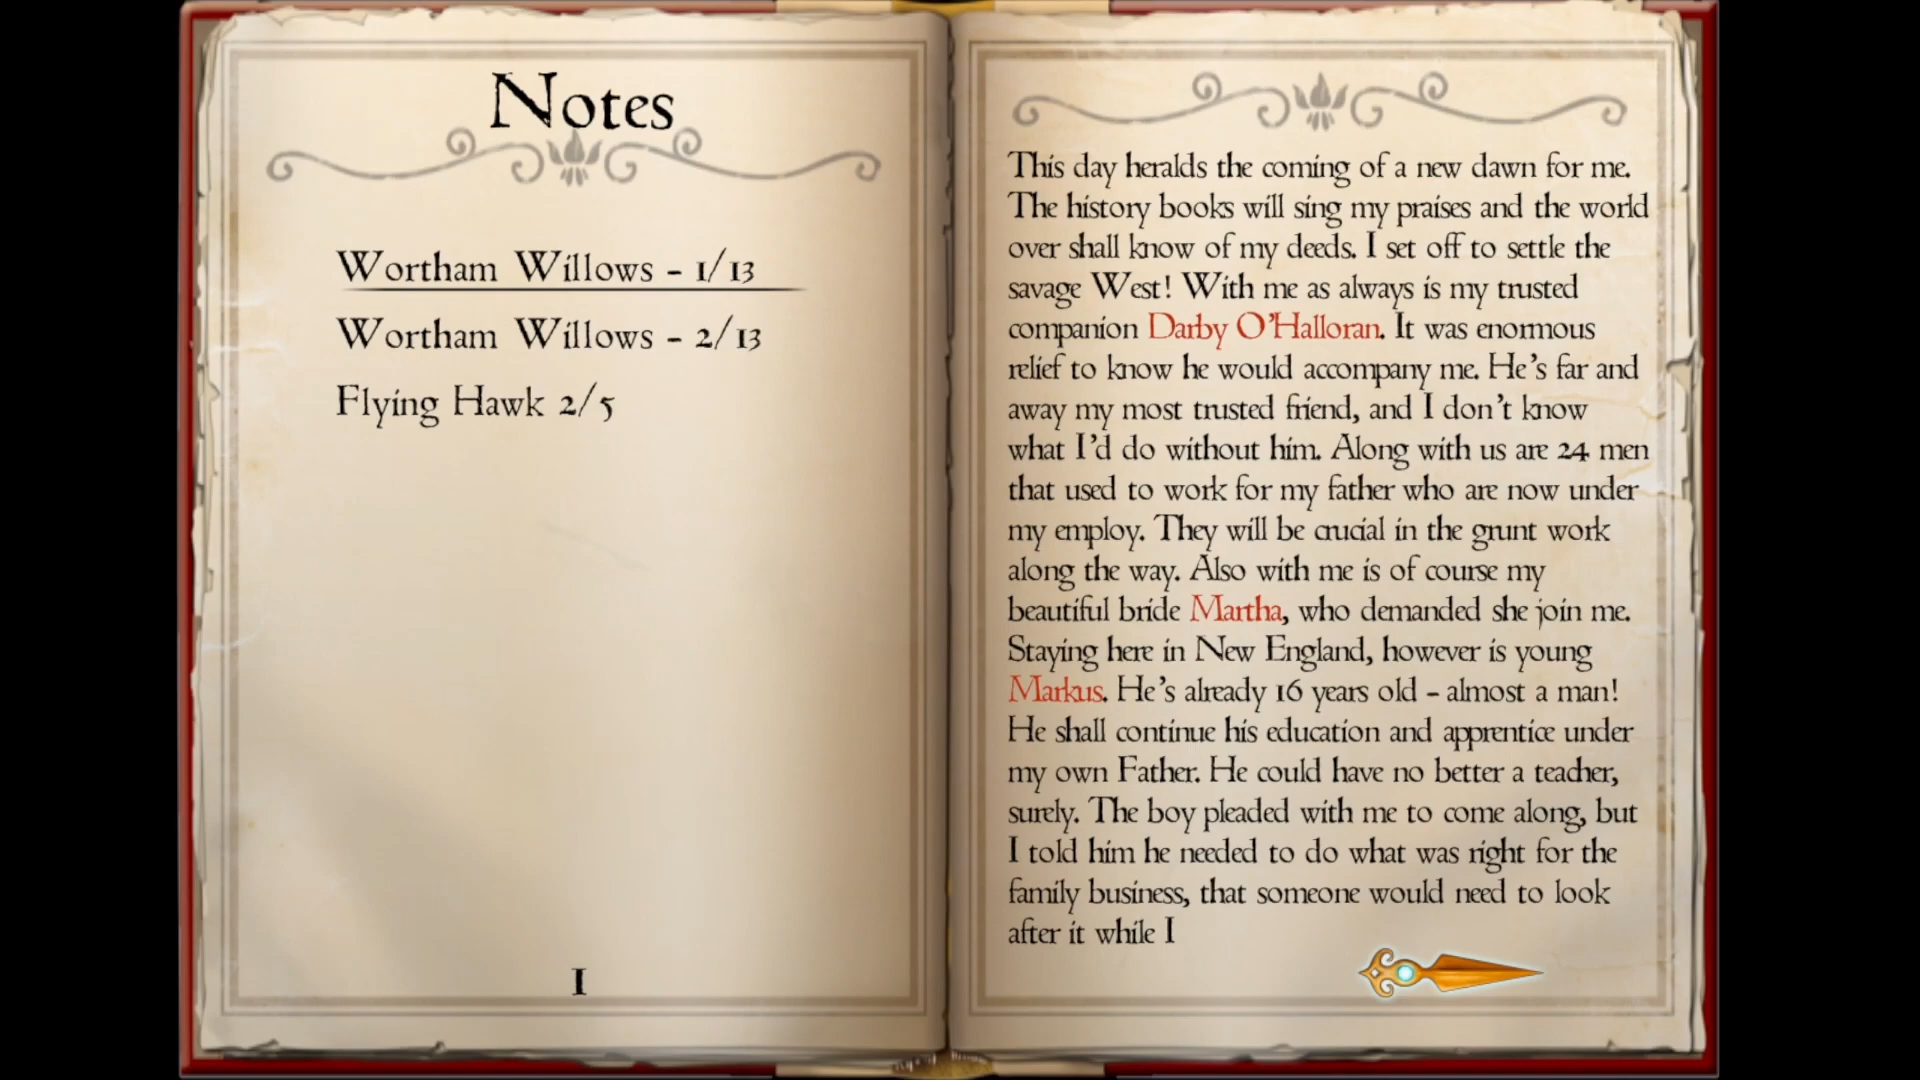 Notes
Wortham Willows - 1/13
Wortham Willows - 2/13
Flying Hawk 2/5
I
This day heralds the coming of a new dawn for me.
The history books will sing my praises and the world
over shall know of my deeds. I set off to settle the
savage West! With me as always is my trusted
companion Darby O'Halloran. It was enormous
relief to know he would accompany me. He's far and
away my most trusted friend, and I don't know
what I'd do without him. Along with us are 24 men
that used to work for my father who are now under
my employ. They will be crucial in the grunt work
along the way. Also with me is of course my
beautiful bride Martha, who demanded she join me.
Staying here in New England, however is young
Markus. He's already 16 years old - almost a man!
He shall continue his education and apprentice under
my own Father. He could have no better a teacher,
surely. The boy pleaded with me to come along, but
I told him he needed to do what was right for the
family business, that someone would need to look
after it while I